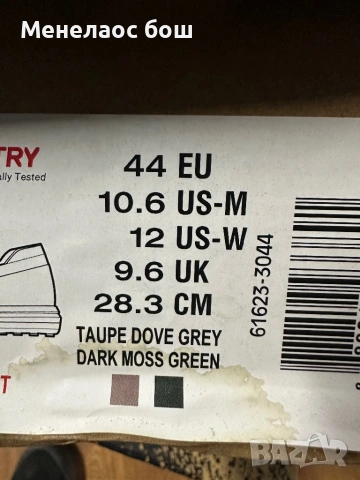 Менелаос бош
TRY
ally Tested
44 EU
10.6 US-M
12 US-W
9.6 UK
28.3 CM
TAUPE DOVE GREY
DARK MOSS GREEN
61623-3044
BAZAR